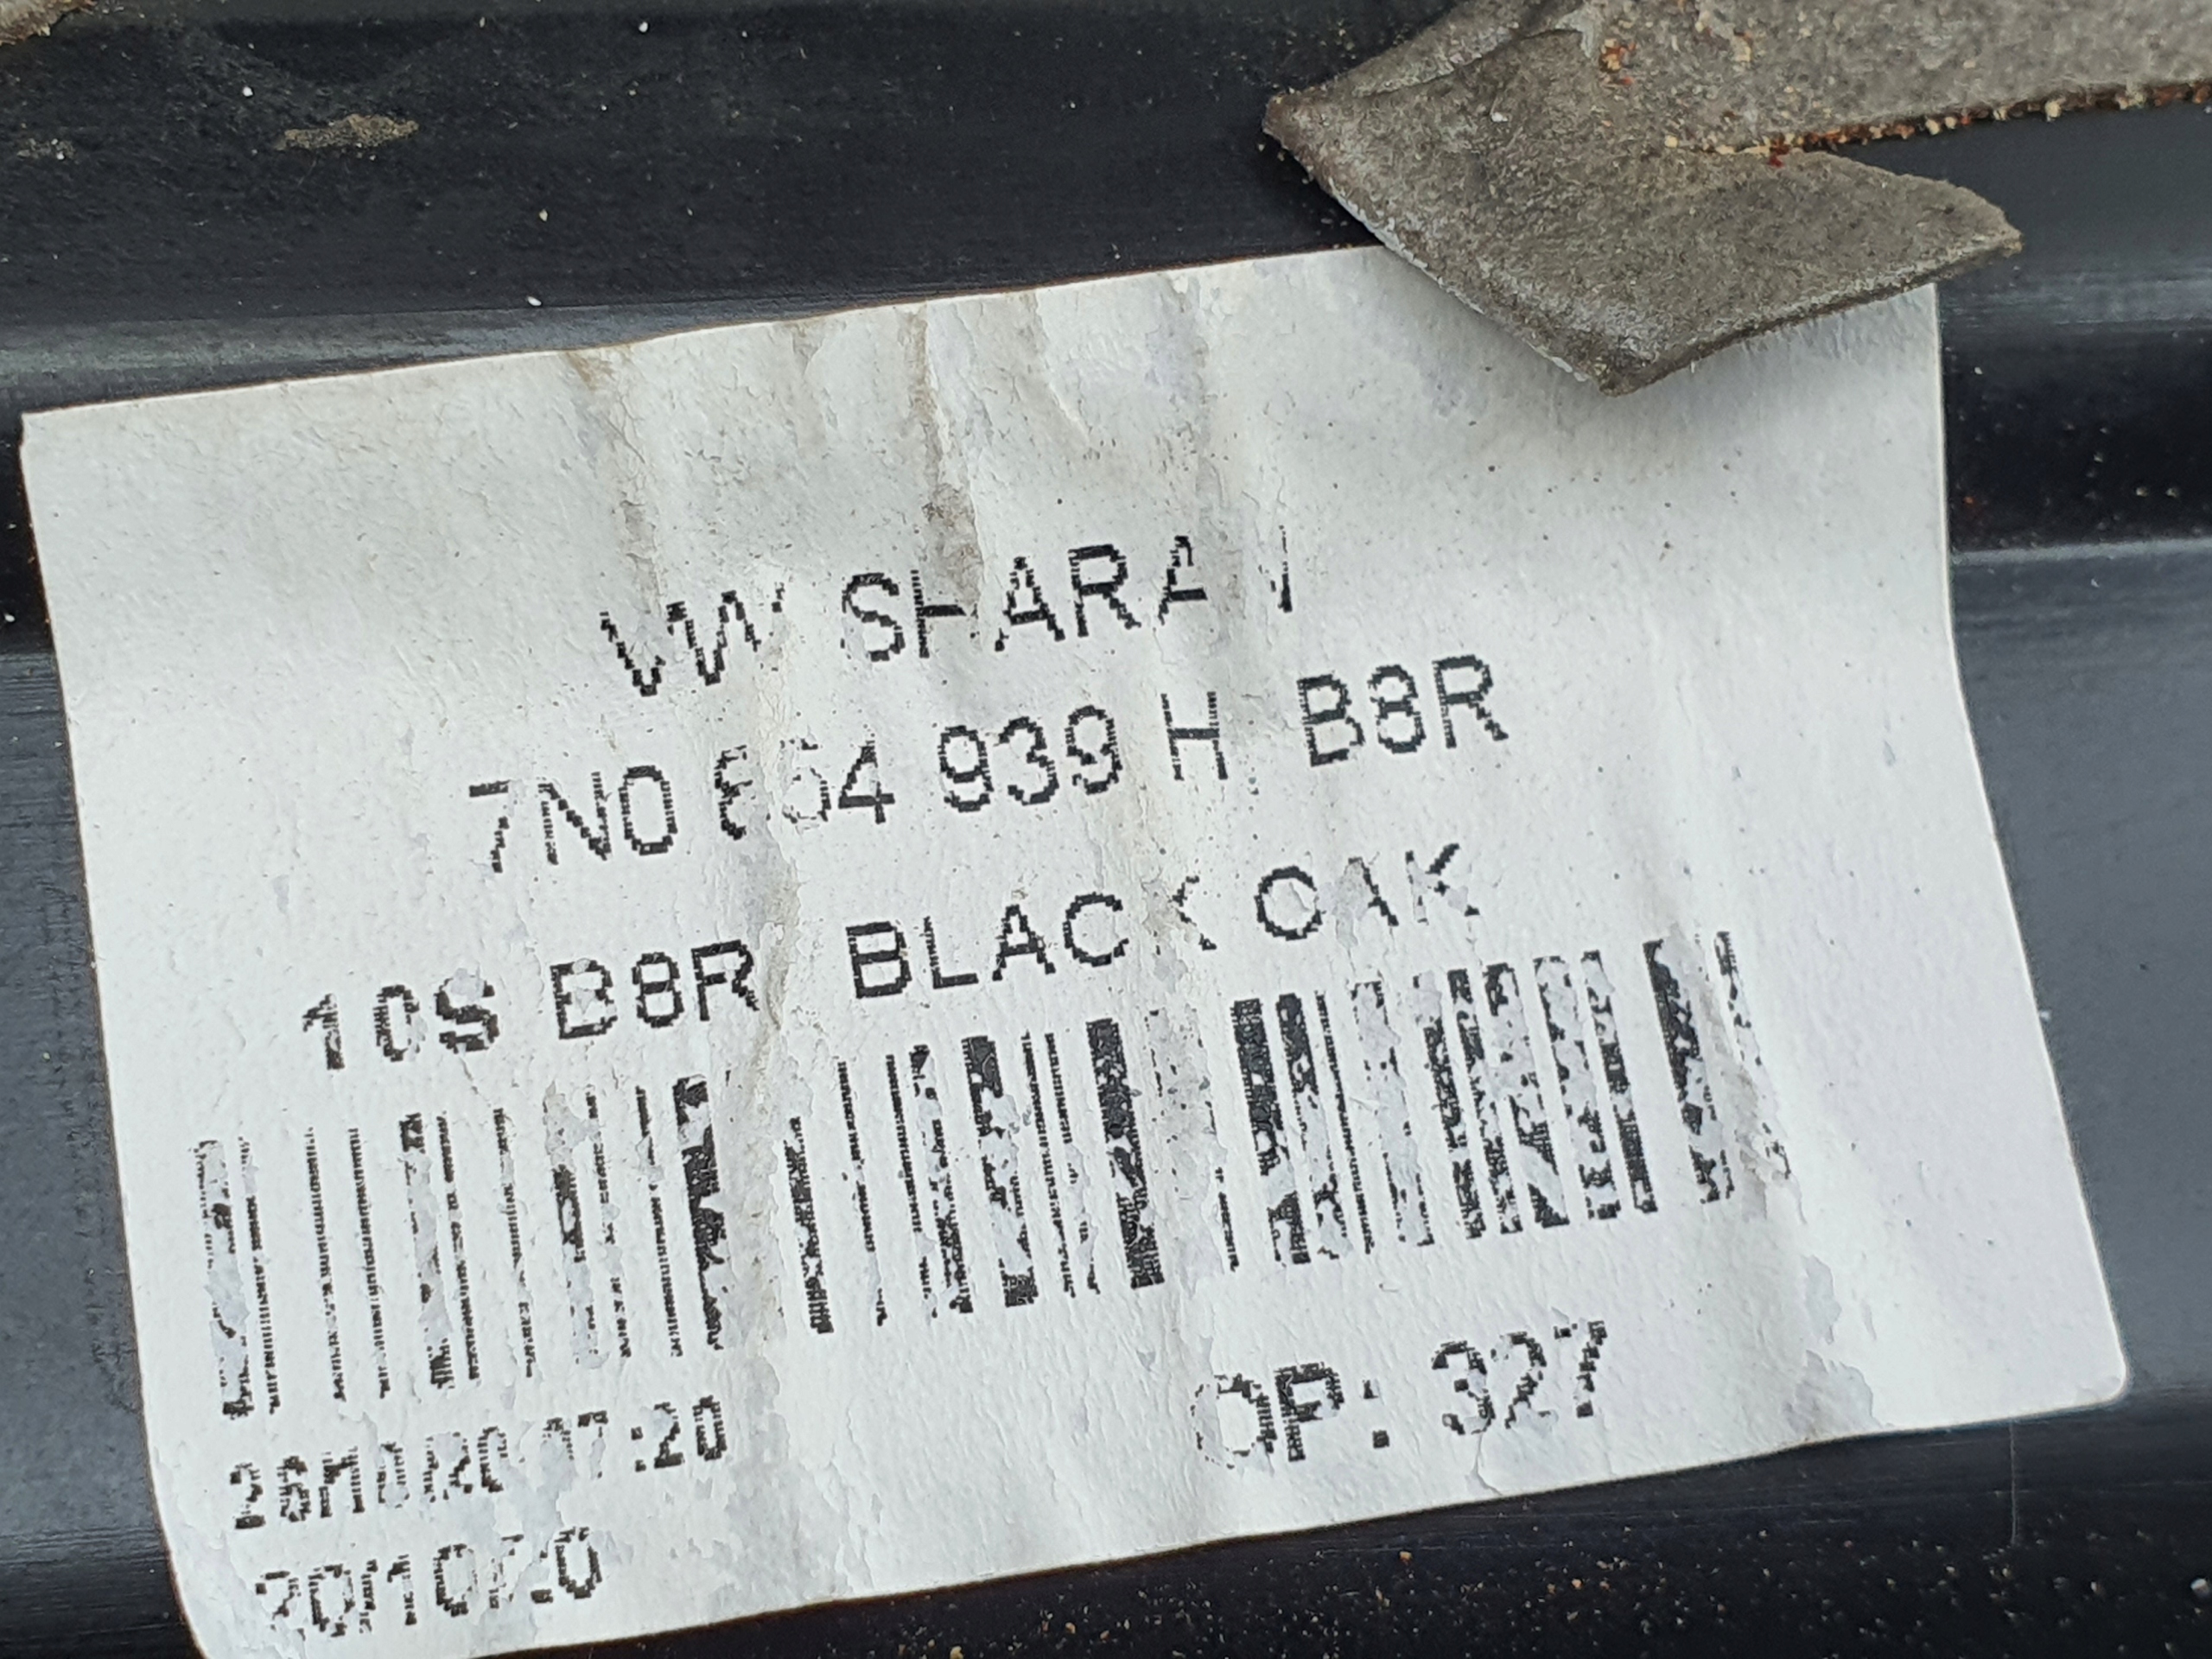 VW SHARAN
7N0 864 939 H B8R
10S B8R BLACK OAK
OP: 327